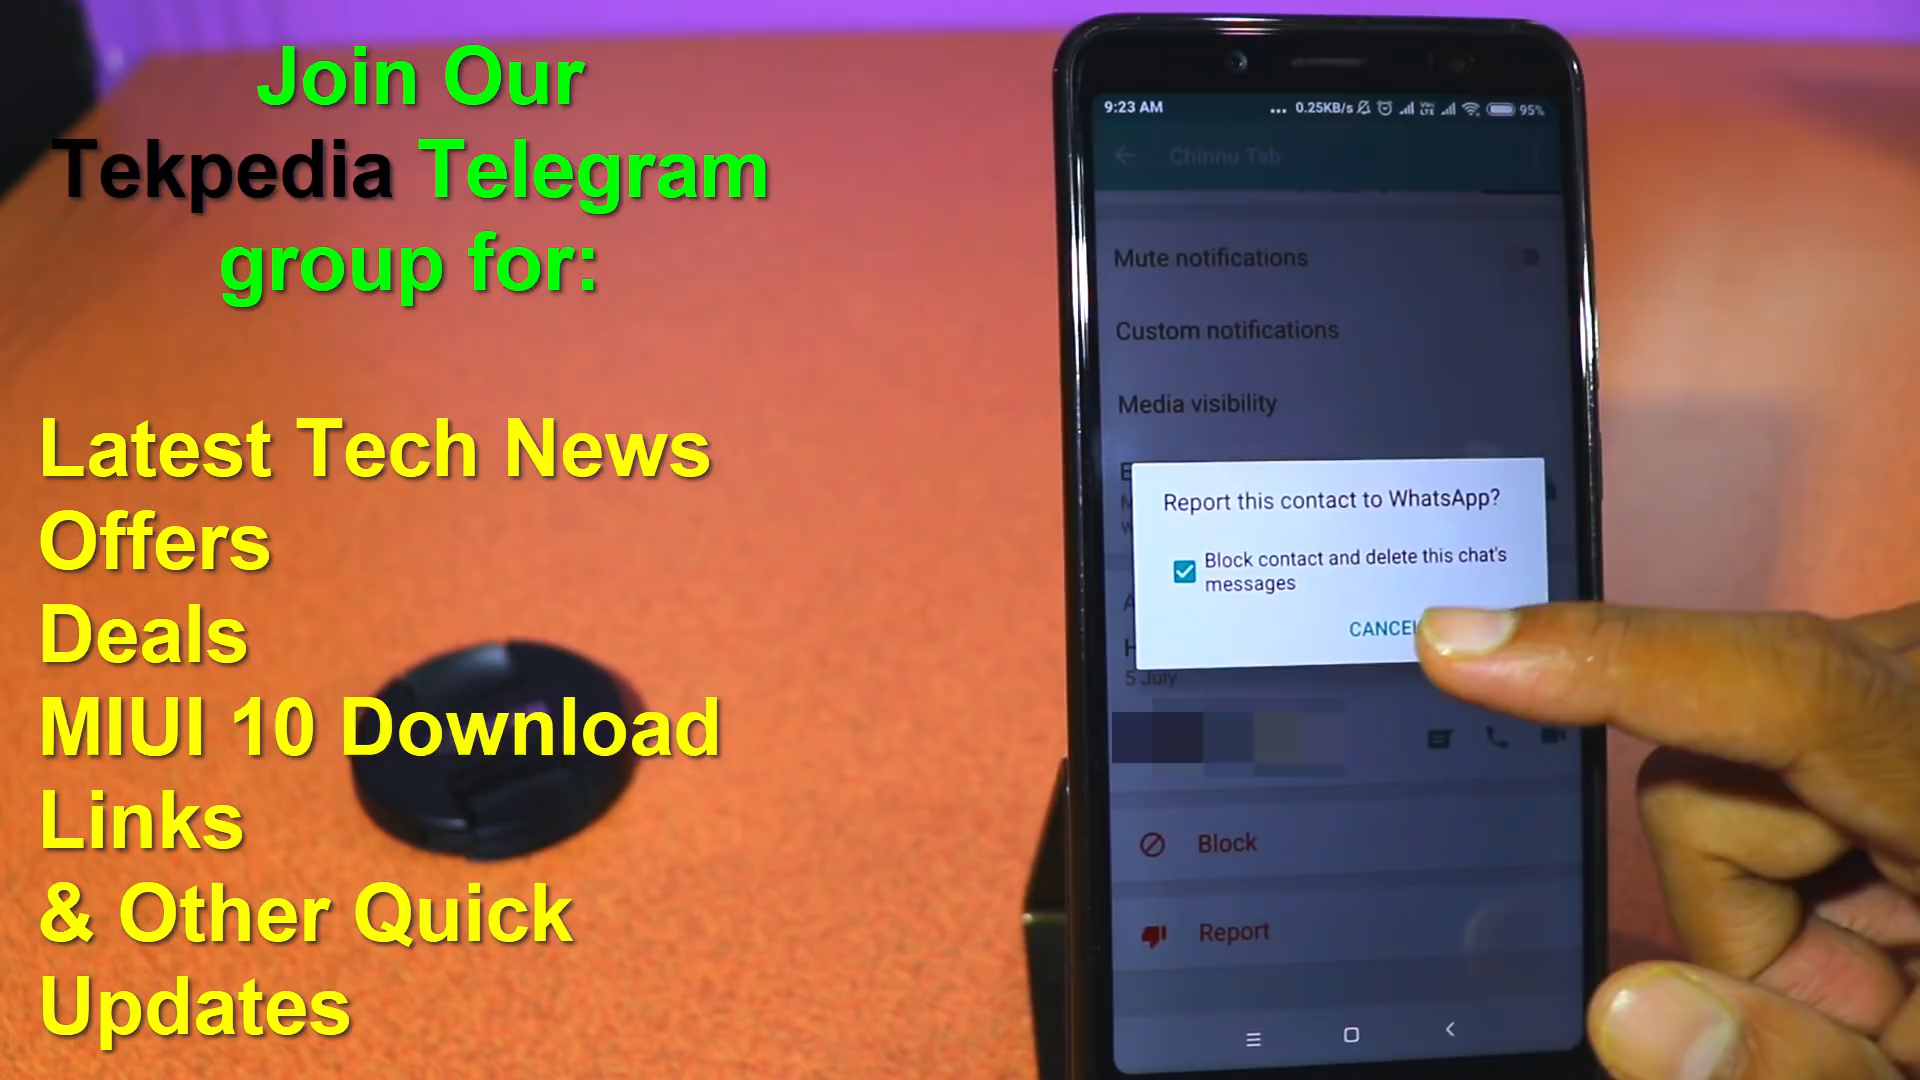 Join Our
Tekpedia Telegram
group for:
Latest Tech News
Offers
Deals
MIUI 10 Download
Links
& Other Quick
Updates
9:23 AM
... 0.25KB/s
95%
Chinnu Tab
Mute notifications
Custom notifications
Media visibility
Report this contact to WhatsApp?
Block contact and delete this chat's
messages
CANCEL
5 July
Block
Report